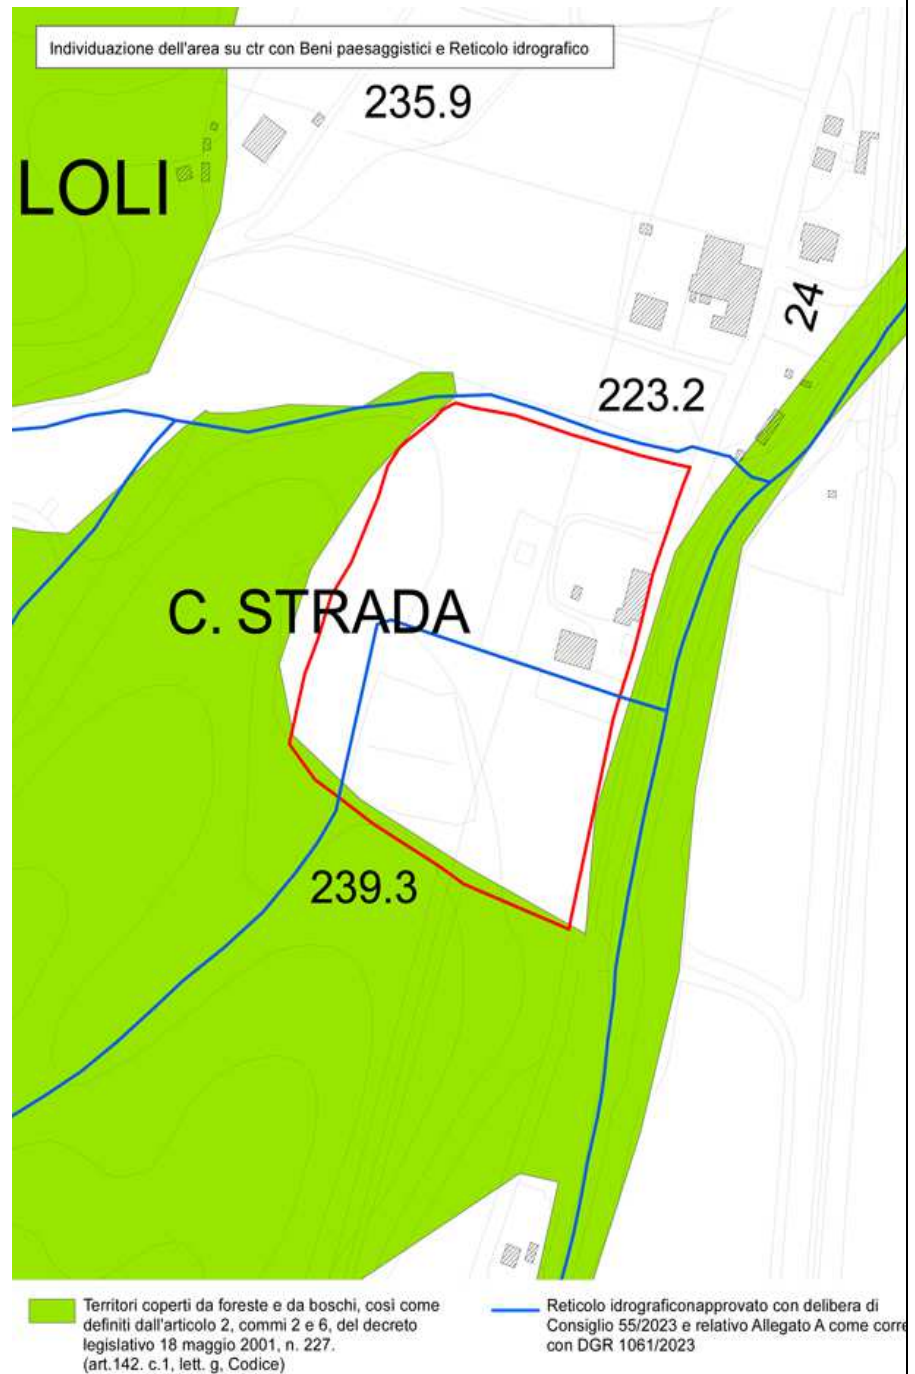 Individuazione dell'area su ctr con Beni paesaggistici e Reticolo idrografico
235.9
LOLI
24
223.2
C. STRADA
239.3
Territori coperti da foreste e da boschi, così come
definiti dall'articolo 2, commi 2 e 6, del decreto
legislativo 18 maggio 2001, n. 227.
(art.142. c.1, lett. g, Codice)
Reticolo idrograficonapprovato con delibera di
Consiglio 55/2023 e relativo Allegato A come corre
con DGR 1061/2023